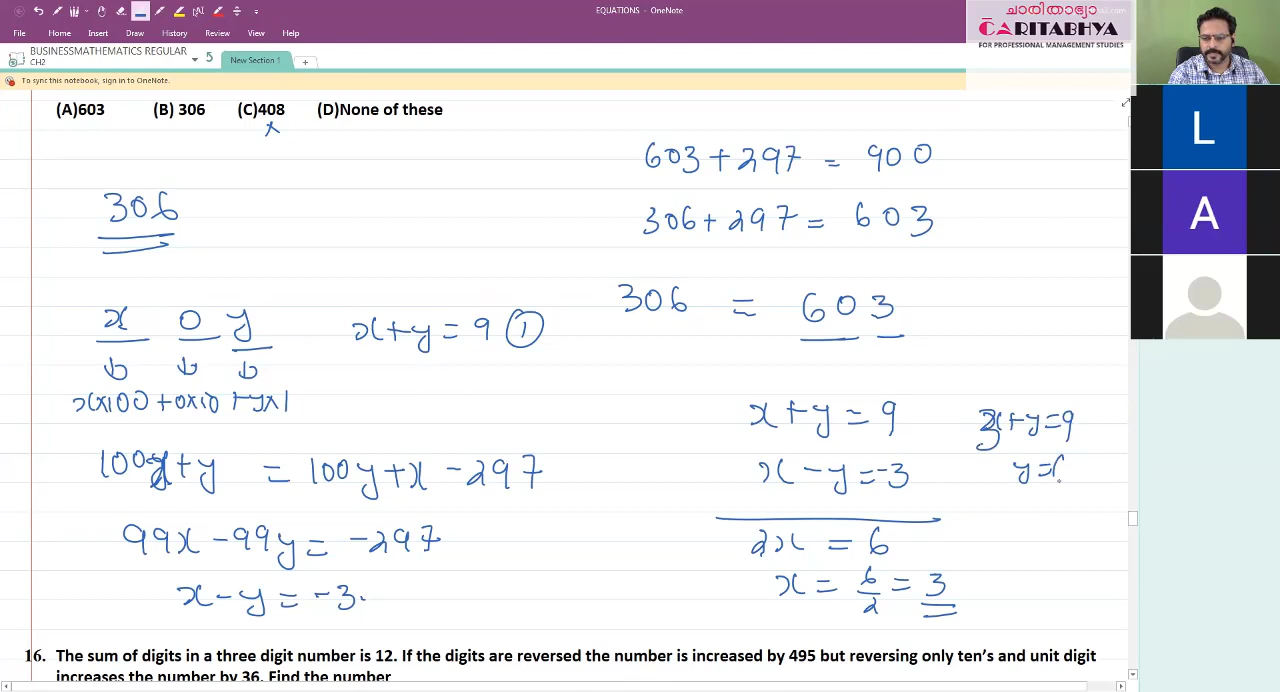 EQUATIONS - OneNote
ചാരിതാഭ്യാ
CARITABHYA
FOR PROFESSIONAL MANAGEMENT STUDIES
File Home Insert Draw History Review View Help
BUSINESSMATHEMATICS REGULAR
CH2
New Section 1
To sync this notebook, sign in to OneNote.
(A)603 (B) 306 (C)408 (D)None of these
x
603 + 297 = 900
306
306 + 297 = 603
306 = 603
x 0 y x + y = 9 ①
x×100 + 0×10 + y×1
x + y = 9
3 + y = 9
100x + y = 100y + x - 297
x - y = -3
y = 6
99x - 99y = -297
2x = 6
x - y = -3
x = 6/2 = 3
16. The sum of digits in a three digit number is 12. If the digits are reversed the number is increased by 495 but reversing only ten’s and unit digit
increases the number by 36. Find the number
L
A